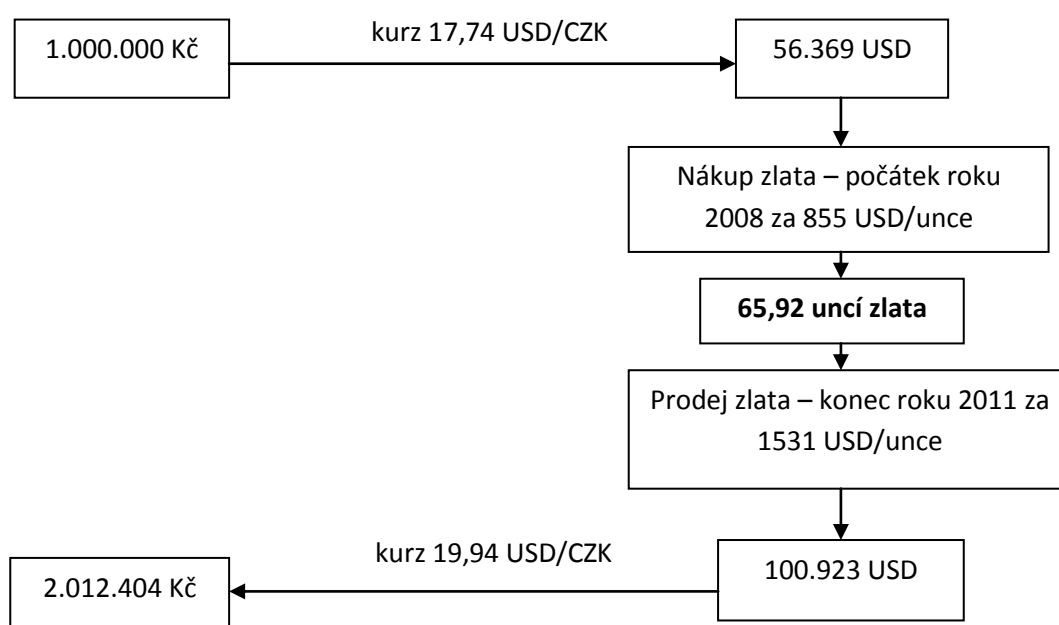 1.000.000 Kč
kurz 17,74 USD/CZK
56.369 USD
Nákup zlata – počátek roku
2008 za 855 USD/unce
65,92 uncí zlata
Prodej zlata – konec roku 2011 za
1531 USD/unce
100.923 USD
kurz 19,94 USD/CZK
2.012.404 Kč